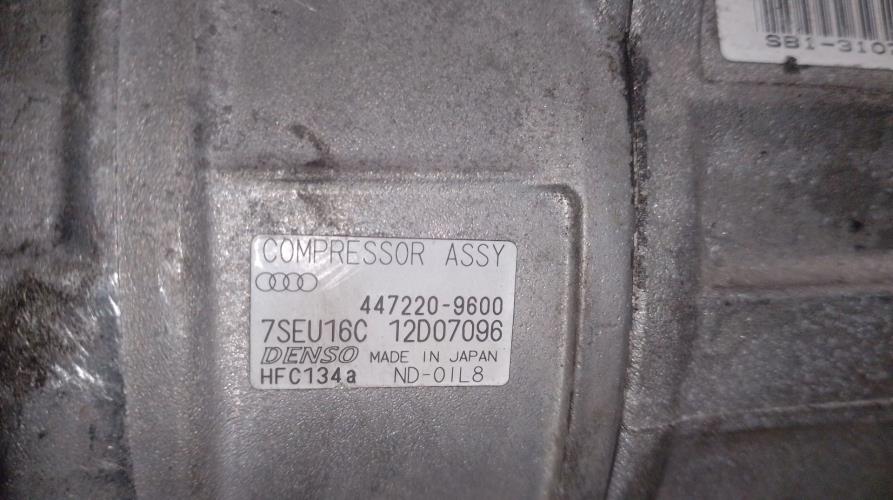 SB1-3107
COMPRESSOR ASSY
447220-9600
7SEU16C 12D07096
DENSO MADE IN JAPAN
HFC134a ND-OIL8